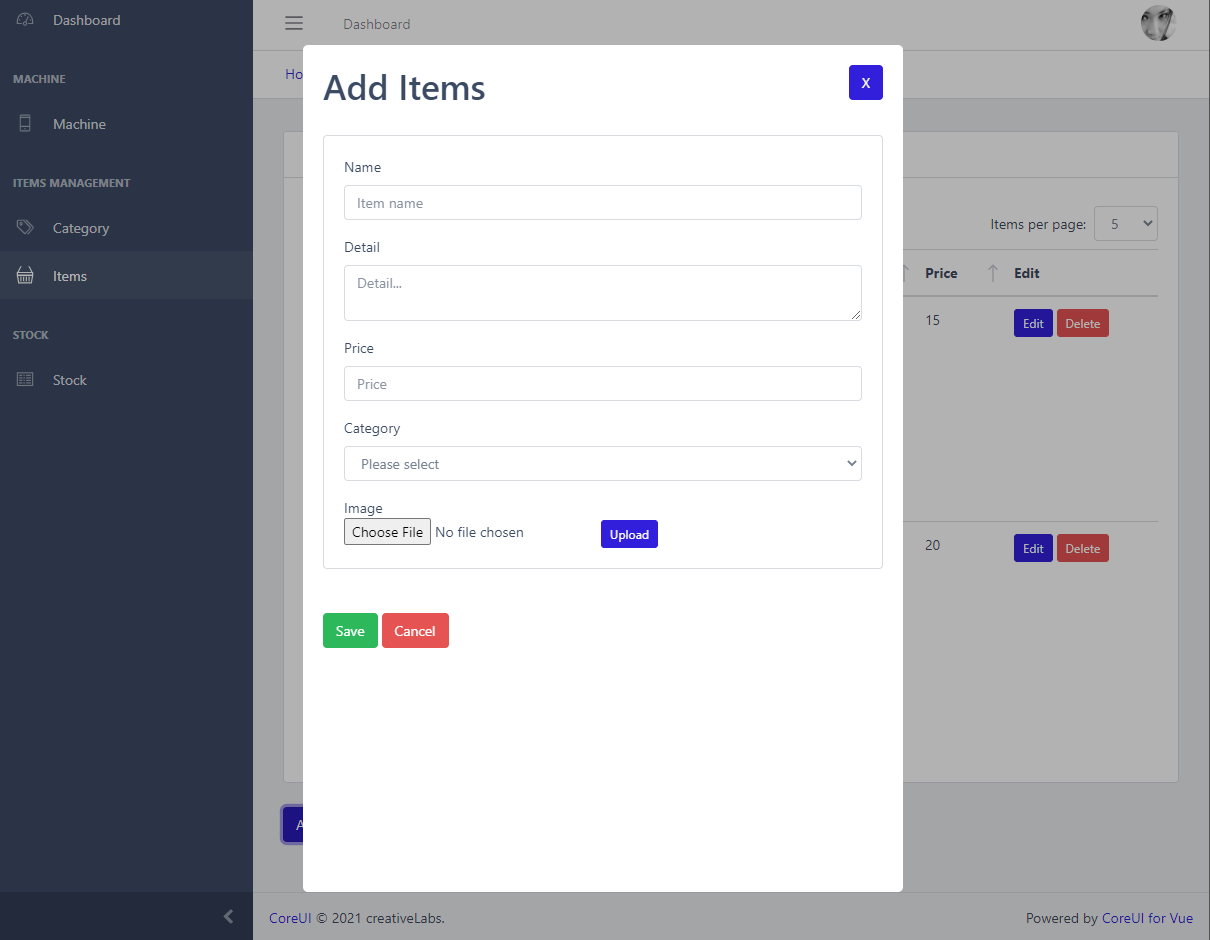 Dashboard
MACHINE
Machine
ITEMS MANAGEMENT
Category
Items
STOCK
Stock
Dashboard
Ho
Add Items
X
Name
Item name
Detail
Detail...
Price
Price
Category
Please select
Image
Choose File No file chosen
Upload
Save Cancel
Items per page: 5
Price Edit
15 Edit Delete
20 Edit Delete
A
CoreUI © 2021 creativeLabs.
Powered by CoreUI for Vue